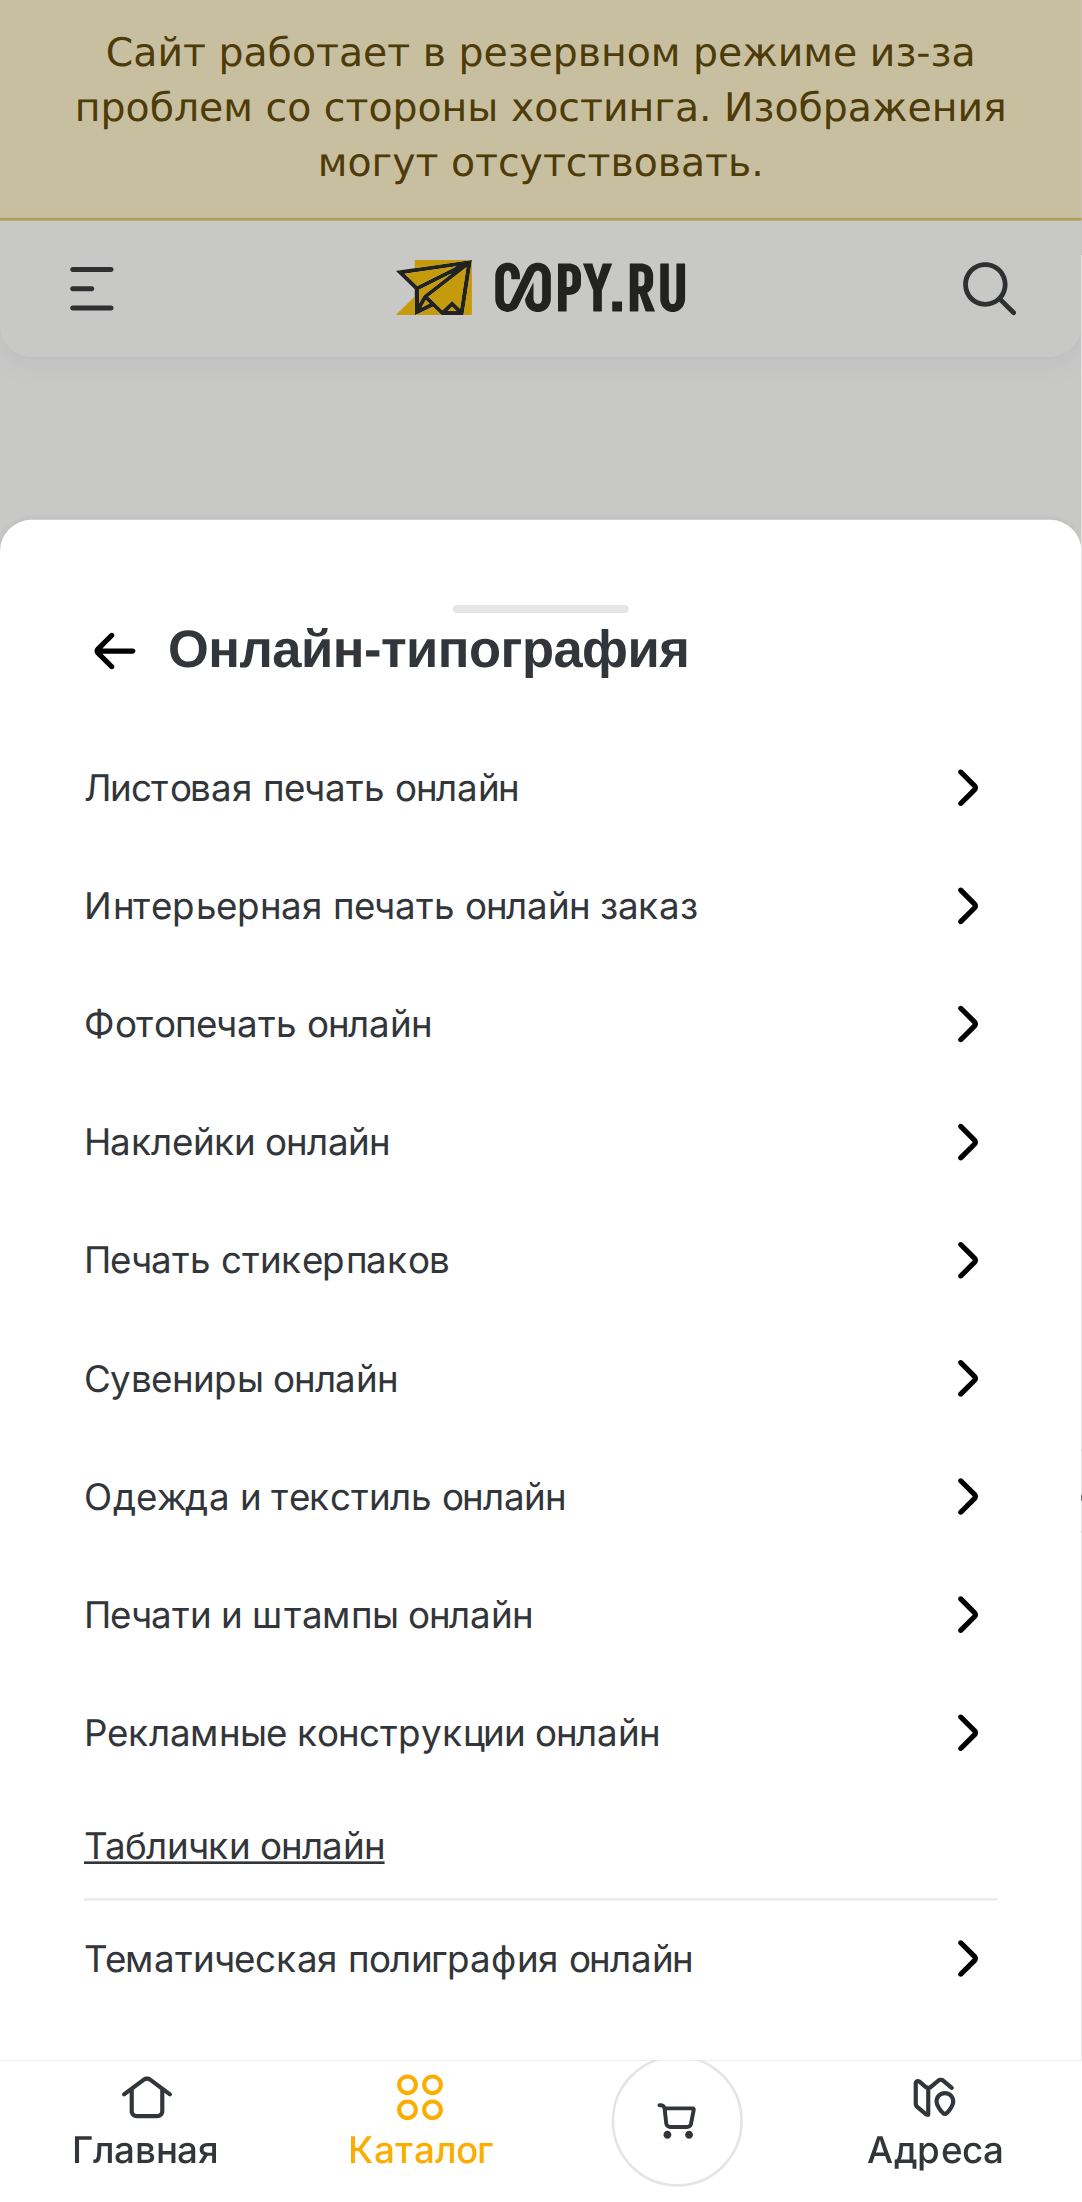 Сайт работает в резервном режиме из-за
проблем со стороны хостинга. Изображения
могут отсутствовать.
COPY.RU
Онлайн-типография
Листовая печать онлайн
Интерьерная печать онлайн заказ
Фотопечать онлайн
Наклейки онлайн
Печать стикерпаков
Сувениры онлайн
Одежда и текстиль онлайн
Печати и штампы онлайн
Рекламные конструкции онлайн
Таблички онлайн
Тематическая полиграфия онлайн
Главная
Каталог
Адреса